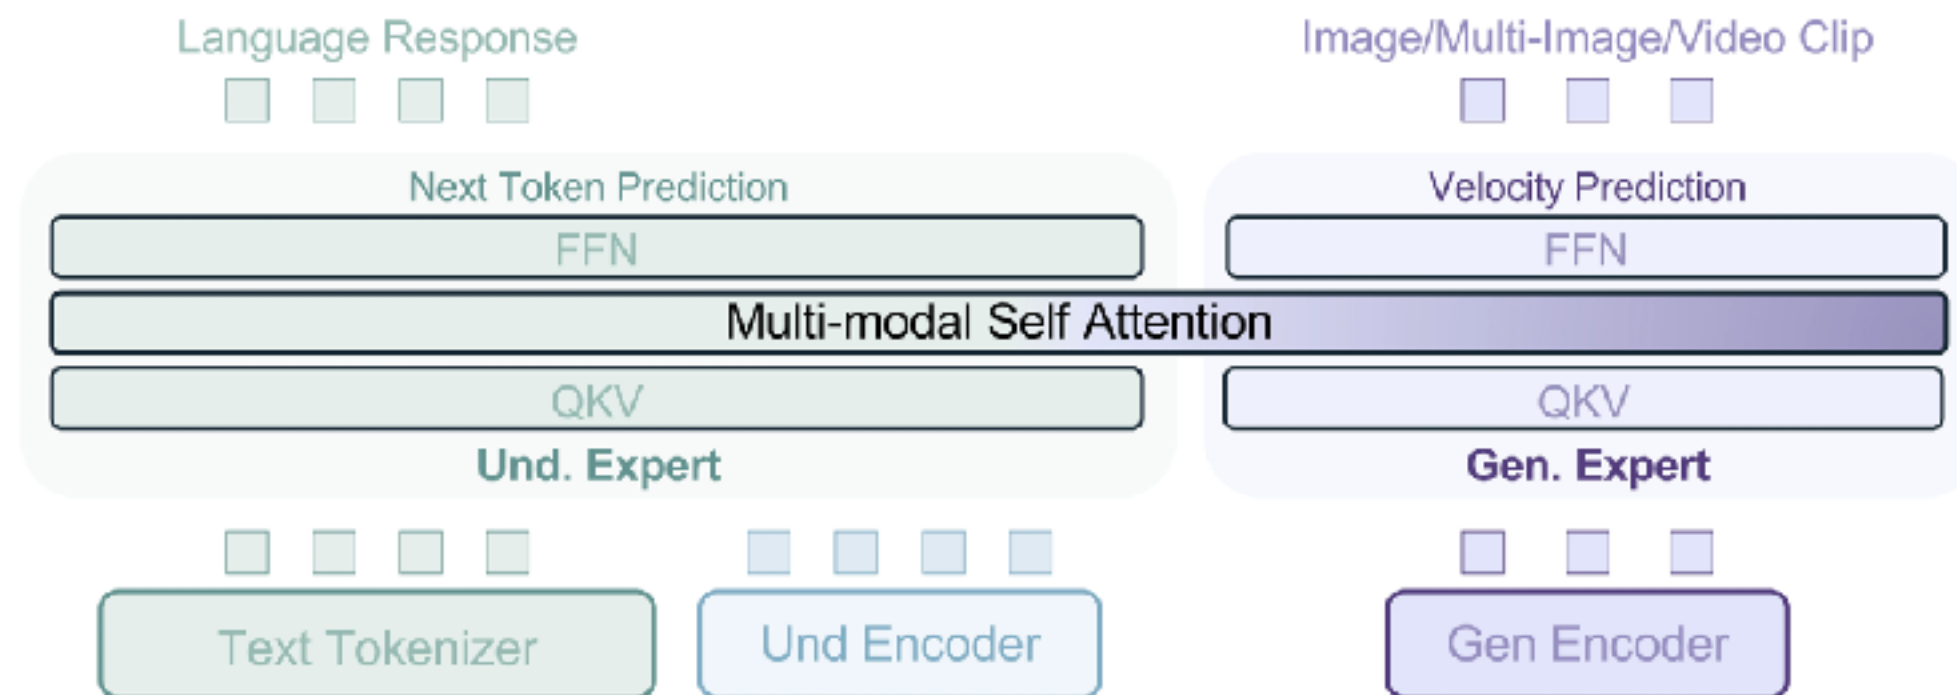 Language Response
Image/Multi-Image/Video Clip
Next Token Prediction
Velocity Prediction
FFN
FFN
Multi-modal Self Attention
QKV
QKV
Und. Expert
Gen. Expert
Text Tokenizer
Und Encoder
Gen Encoder